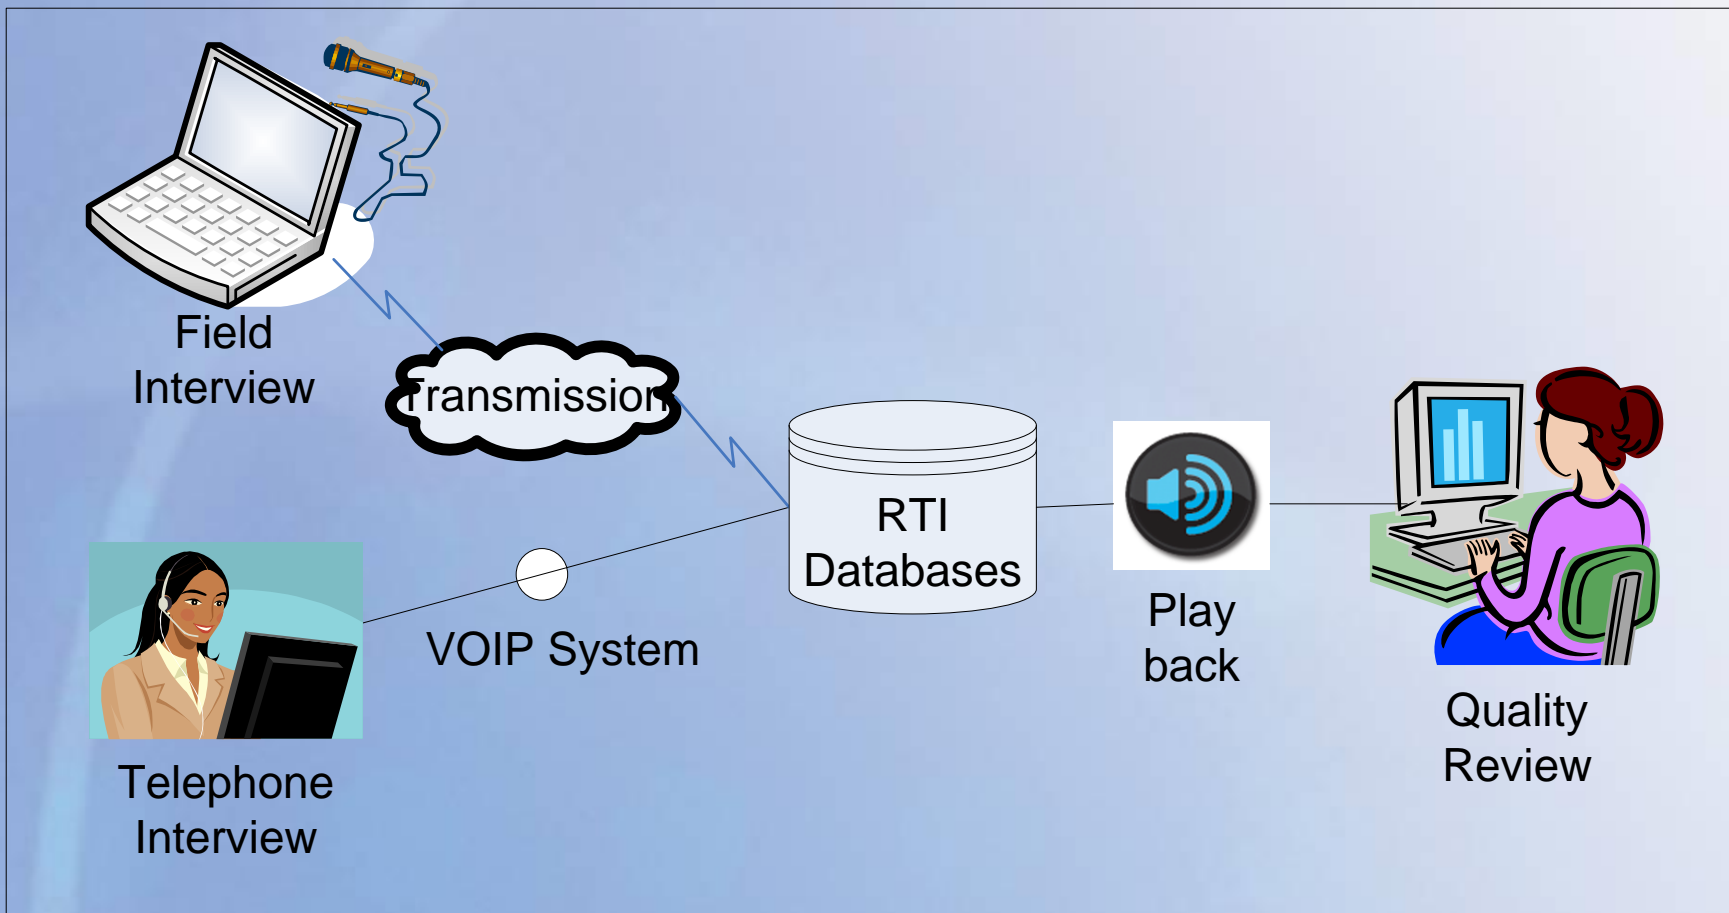 Field
Interview
Transmission
RTI
Databases
VOIP System
Play
back
Quality
Review
Telephone
Interview